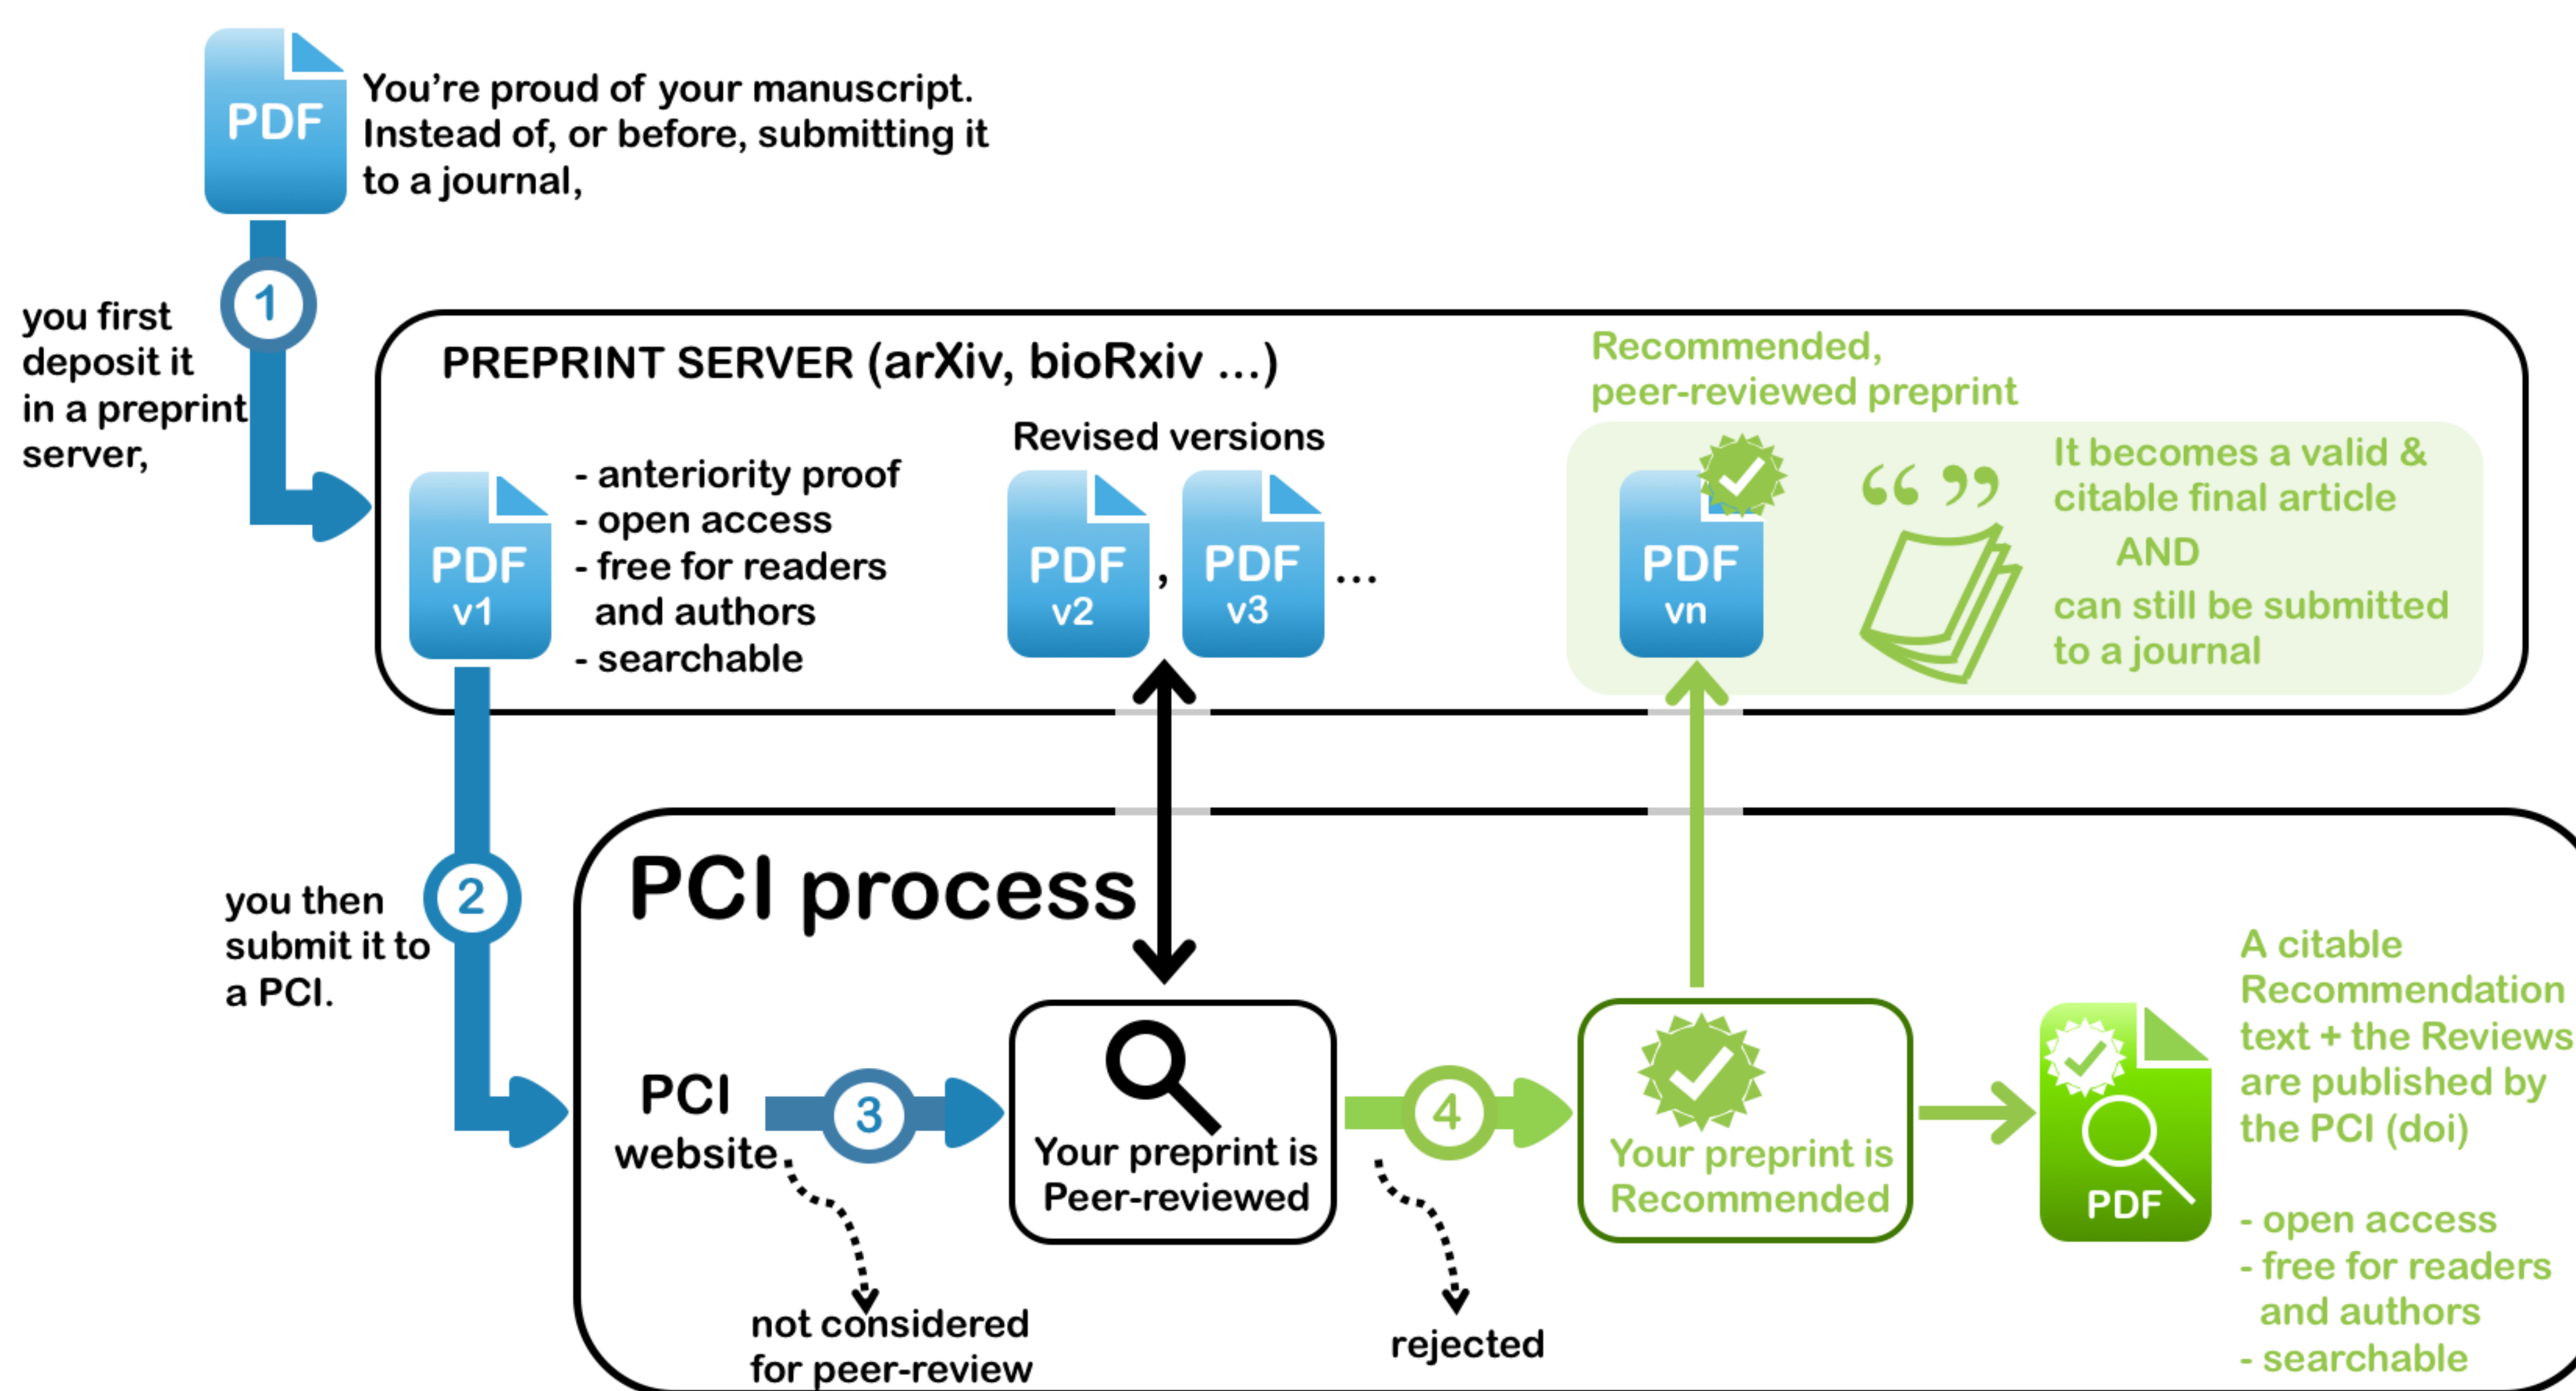 PDF
You're proud of your manuscript.
Instead of, or before, submitting it
to a journal,
1
you first
deposit it
in a preprint
server,
PREPRINT SERVER (arXiv, bioRxiv ...)
PDF
v1
- anteriority proof
- open access
- free for readers
and authors
- searchable
Revised versions
PDF
v2
,
PDF
v3
...
Recommended,
peer-reviewed preprint
PDF
vn
“ ”
It becomes a valid &
citable final article
AND
can still be submitted
to a journal
2
you then
submit it to
a PCI.
PCI process
PCI
website
3
not considered
for peer-review
Your preprint is
Peer-reviewed
4
rejected
Your preprint is
Recommended
PDF
A citable
Recommendation
text + the Reviews
are published by
the PCI (doi)
- open access
- free for readers
and authors
- searchable